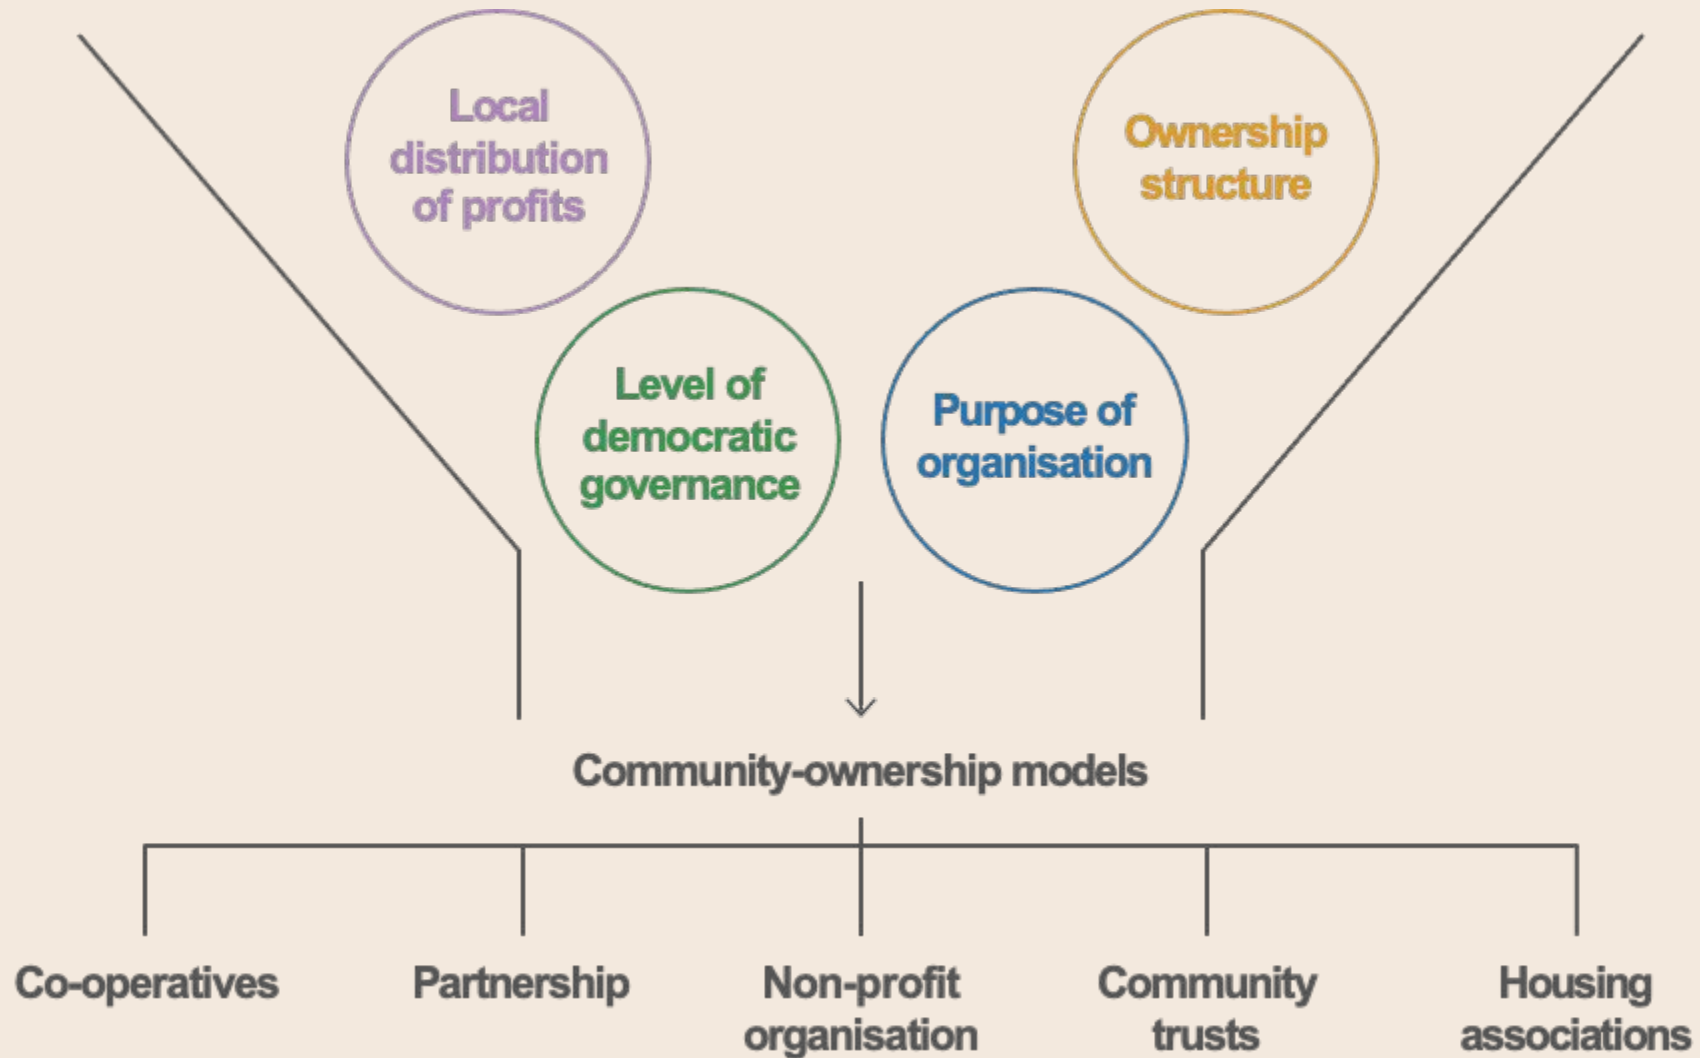 Local
distribution
of profits
Ownership
structure
Level of
democratic
governance
Purpose of
organisation
Community-ownership models
Co-operatives
Partnership
Non-profit
organisation
Community
trusts
Housing
associations